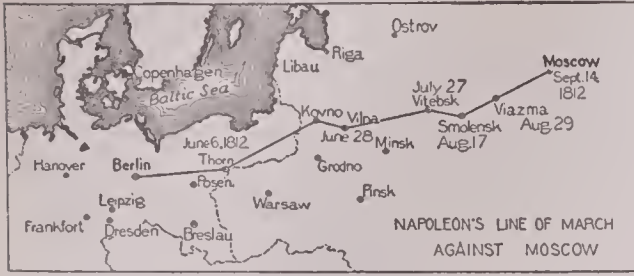 Ostrov
Riga
Libau
Moscow
Sept. 14,
1812
Copenhagen
Baltic Sea
July 27
Vitebsk
Viazma
Aug. 29
Smolensk
Aug. 17
Kovno
Vilna
June 28
Minsk
June 6, 1812
Thorn
Grodno
Hanover
Berlin
Posen
Warsaw
Pinsk
Leipzig
Frankfort
Dresden
Breslau
NAPOLEON'S LINE OF MARCH
AGAINST MOSCOW